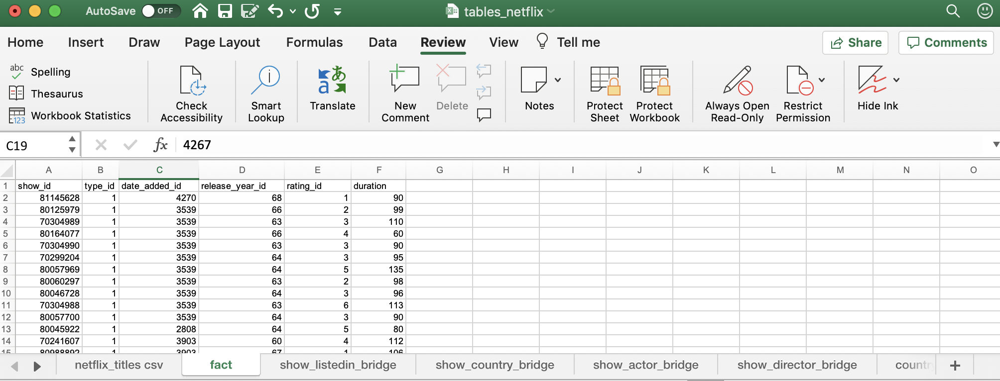 AutoSave OFF tables_netflix
Home Insert Draw Page Layout Formulas Data Review View Tell me Share Comments
abc Spelling
Thesaurus
123 Workbook Statistics
Check Accessibility
Smart Lookup
あ a Translate
New Comment
Delete
Notes
Protect Sheet
Protect Workbook
Always Open Read-Only
Restrict Permission
Hide Ink
C19 fx 4267
A B C D E F G H I J K L M N O
1 show_id type_id date_added_id release_year_id rating_id duration
2 81145628 1 4270 68 1 90
3 80125979 1 3539 66 2 99
4 70304989 1 3539 63 3 110
5 80164077 1 3539 66 4 60
6 70304990 1 3539 63 3 90
7 70299204 1 3539 64 3 95
8 80057969 1 3539 64 5 135
9 80060297 1 3539 63 2 98
10 80046728 1 3539 64 3 96
11 70304988 1 3539 63 6 113
12 80057700 1 3539 64 3 90
13 80045922 1 2808 64 5 80
14 70241607 1 3903 60 4 112
15 80988892 1 3903 67 1 106
netflix_titles csv fact show_listedin_bridge show_country_bridge show_actor_bridge show_director_bridge countr